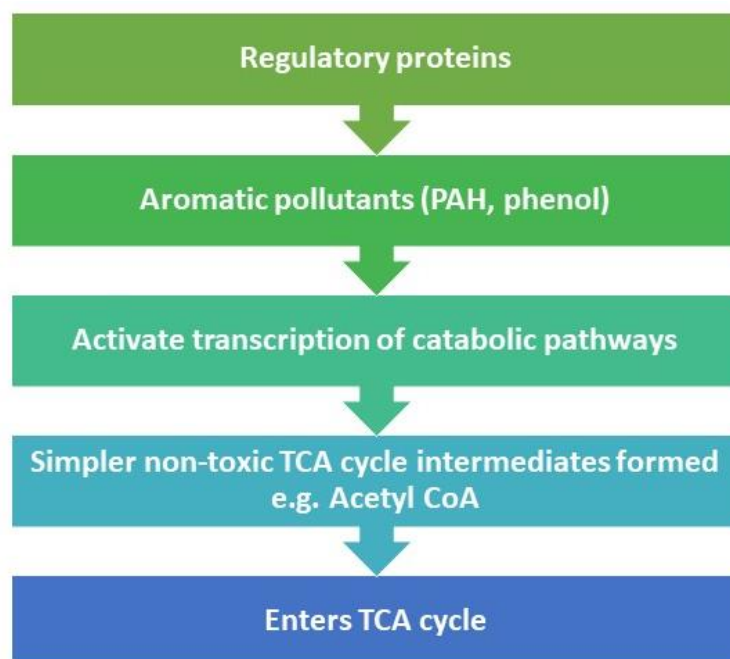 Regulatory proteins
Aromatic pollutants (PAH, phenol)
Activate transcription of catabolic pathways
Simpler non-toxic TCA cycle intermediates formed
e.g. Acetyl CoA
Enters TCA cycle